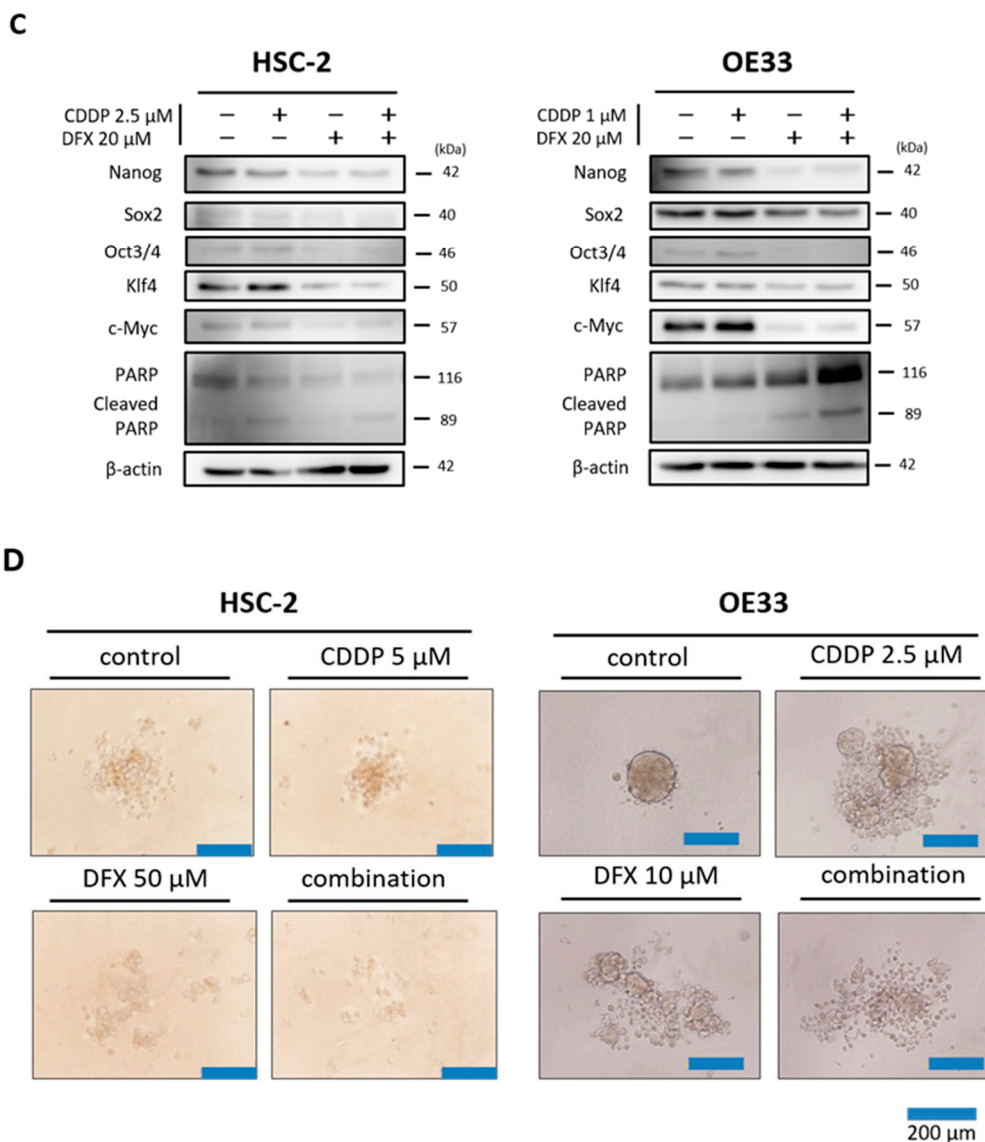 C
HSC-2
CDDP 2.5 μM − + − +
DFX 20 μM − − + +
(kDa)
Nanog 42
Sox2 40
Oct3/4 46
Klf4 50
c-Myc 57
PARP 116
Cleaved
PARP 89
β-actin 42
OE33
CDDP 1 μM − + − +
DFX 20 μM − − + +
(kDa)
Nanog 42
Sox2 40
Oct3/4 46
Klf4 50
c-Myc 57
PARP 116
Cleaved
PARP 89
β-actin 42
D
HSC-2
control CDDP 5 μM
DFX 50 μM combination
OE33
control CDDP 2.5 μM
DFX 10 μM combination
200 μm